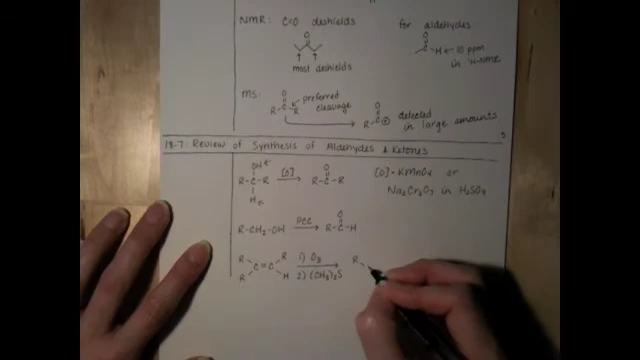 NMR: C=O deshields
for aldehydes
O
most deshields
O
C H ← 10 ppm
in ¹H-NMR
MS:
O
R-C-R
preferred
cleavage
O
R-C⊕
detected
in large amounts
18-7: Review of Synthesis of Aldehydes & Ketones
OH
R-C-R
H
[O]
O
R-C-R
[O] = KMnO₄ or
Na₂Cr₂O₇ in H₂SO₄
R-CH₂-OH
PCC
O
R-C-H
R R
C=C
R H
1) O₃
2) (CH₃)₂S
R